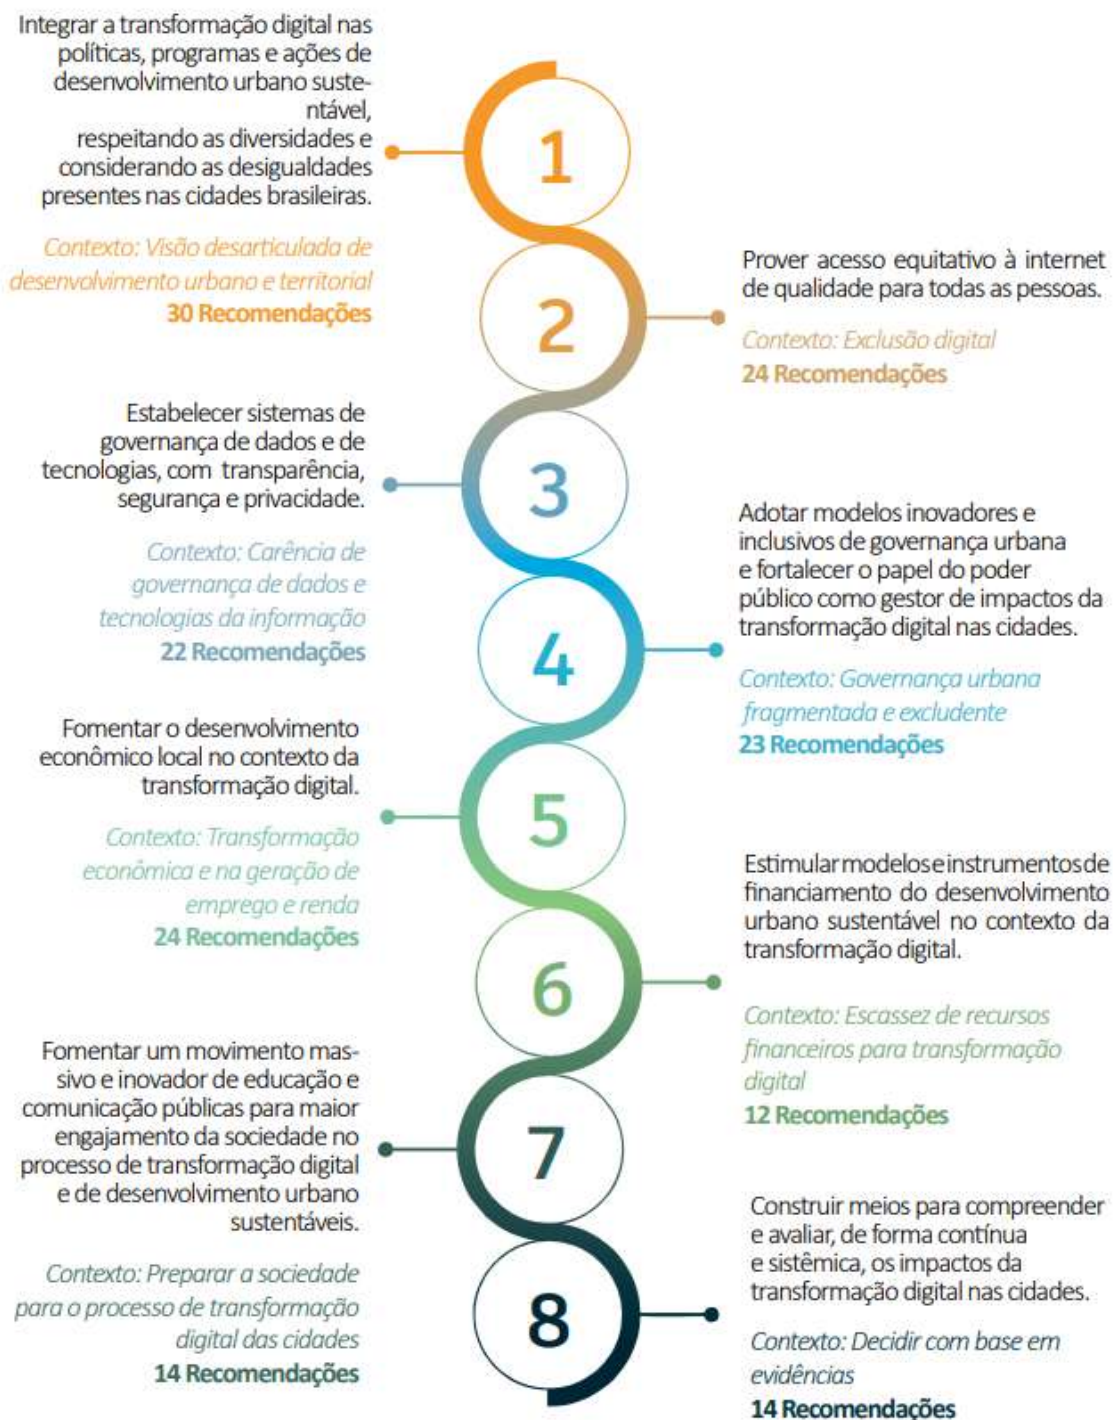 Integrar a transformação digital nas
políticas, programas e ações de
desenvolvimento urbano suste-
ntável,
respeitando as diversidades e
considerando as desigualdades
presentes nas cidades brasileiras.
Contexto: Visão desarticulada de
desenvolvimento urbano e territorial
30 Recomendações
1
Prover acesso equitativo à internet
de qualidade para todas as pessoas.
Contexto: Exclusão digital
24 Recomendações
2
Estabelecer sistemas de
governança de dados e de
tecnologias, com transparência,
segurança e privacidade.
Contexto: Carência de
governança de dados e
tecnologias da informação
22 Recomendações
3
Adotar modelos inovadores e
inclusivos de governança urbana
e fortalecer o papel do poder
público como gestor de impactos da
transformação digital nas cidades.
Contexto: Governança urbana
fragmentada e excludente
23 Recomendações
4
Fomentar o desenvolvimento
econômico local no contexto da
transformação digital.
Contexto: Transformação
econômica e na geração de
emprego e renda
24 Recomendações
5
Estimular modelos e instrumentos de
financiamento do desenvolvimento
urbano sustentável no contexto da
transformação digital.
Contexto: Escassez de recursos
financeiros para transformação
digital
12 Recomendações
6
Fomentar um movimento mas-
sivo e inovador de educação e
comunicação públicas para maior
engajamento da sociedade no
processo de transformação digital
e de desenvolvimento urbano
sustentáveis.
Contexto: Preparar a sociedade
para o processo de transformação
digital das cidades
14 Recomendações
7
Construir meios para compreender
e avaliar, de forma contínua
e sistêmica, os impactos da
transformação digital nas cidades.
Contexto: Decidir com base em
evidências
14 Recomendações
8